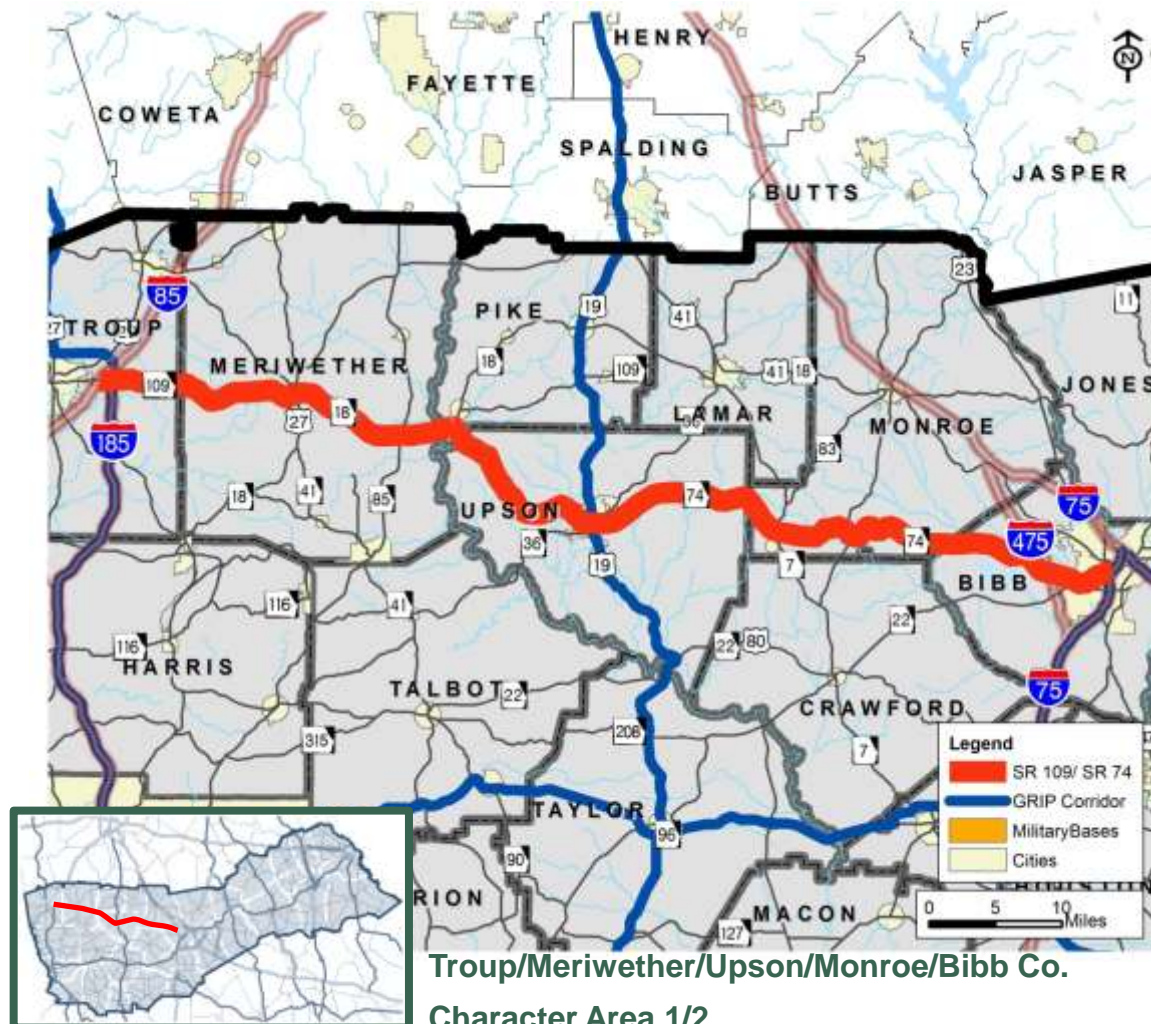 HENRY
N
FAYETTE
COWETA
SPALDING
JASPER
BUTTS
23
85
11
PIKE
19
41
27
TROUP
MERIWETHER
18
109
41
18
JONES
109
18
LAMAR
27
MONROE
185
36
83
18
41
85
74
UPSON
75
36
74
475
19
7
BIBB
116
41
22
116
22
80
HARRIS
75
TALBOT
22
CRAWFORD
315
208
7
Legend
SR 109/ SR 74
GRIP Corridor
MilitaryBases
Cities
TAYLOR
96
90
RION
MACON
127
0 5 10
Miles
Troup/Meriwether/Upson/Monroe/Bibb Co.
Character Area 1/2